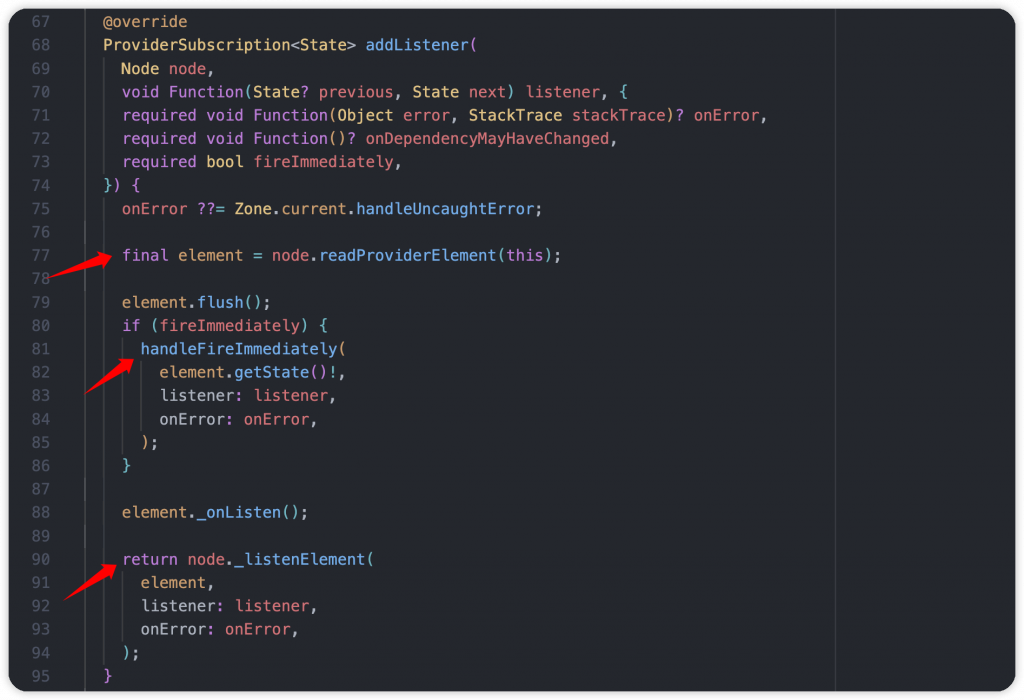 67 @override
68 ProviderSubscription<State> addListener(
69   Node node,
70   void Function(State? previous, State next) listener, {
71   required void Function(Object error, StackTrace stackTrace)? onError,
72   required void Function()? onDependencyMayHaveChanged,
73   required bool fireImmediately,
74 }) {
75   onError ??= Zone.current.handleUncaughtError;
76
77   final element = node.readProviderElement(this);
78
79   element.flush();
80   if (fireImmediately) {
81     handleFireImmediately(
82       element.getState()!,
83       listener: listener,
84       onError: onError,
85     );
86   }
87
88   element._onListen();
89
90   return node._listenElement(
91     element,
92     listener: listener,
93     onError: onError,
94   );
95 }